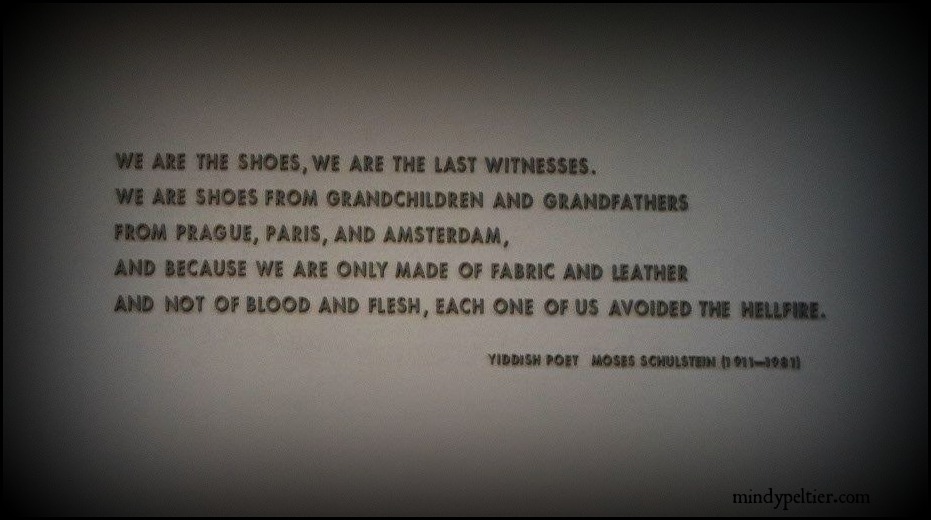 WE ARE THE SHOES, WE ARE THE LAST WITNESSES.
WE ARE SHOES FROM GRANDCHILDREN AND GRANDFATHERS
FROM PRAGUE, PARIS, AND AMSTERDAM,
AND BECAUSE WE ARE ONLY MADE OF FABRIC AND LEATHER
AND NOT OF BLOOD AND FLESH, EACH ONE OF US AVOIDED THE HELLFIRE.
YIDDISH POET MOSES SCHULSTEIN (1911—1981)
mindypeltier.com